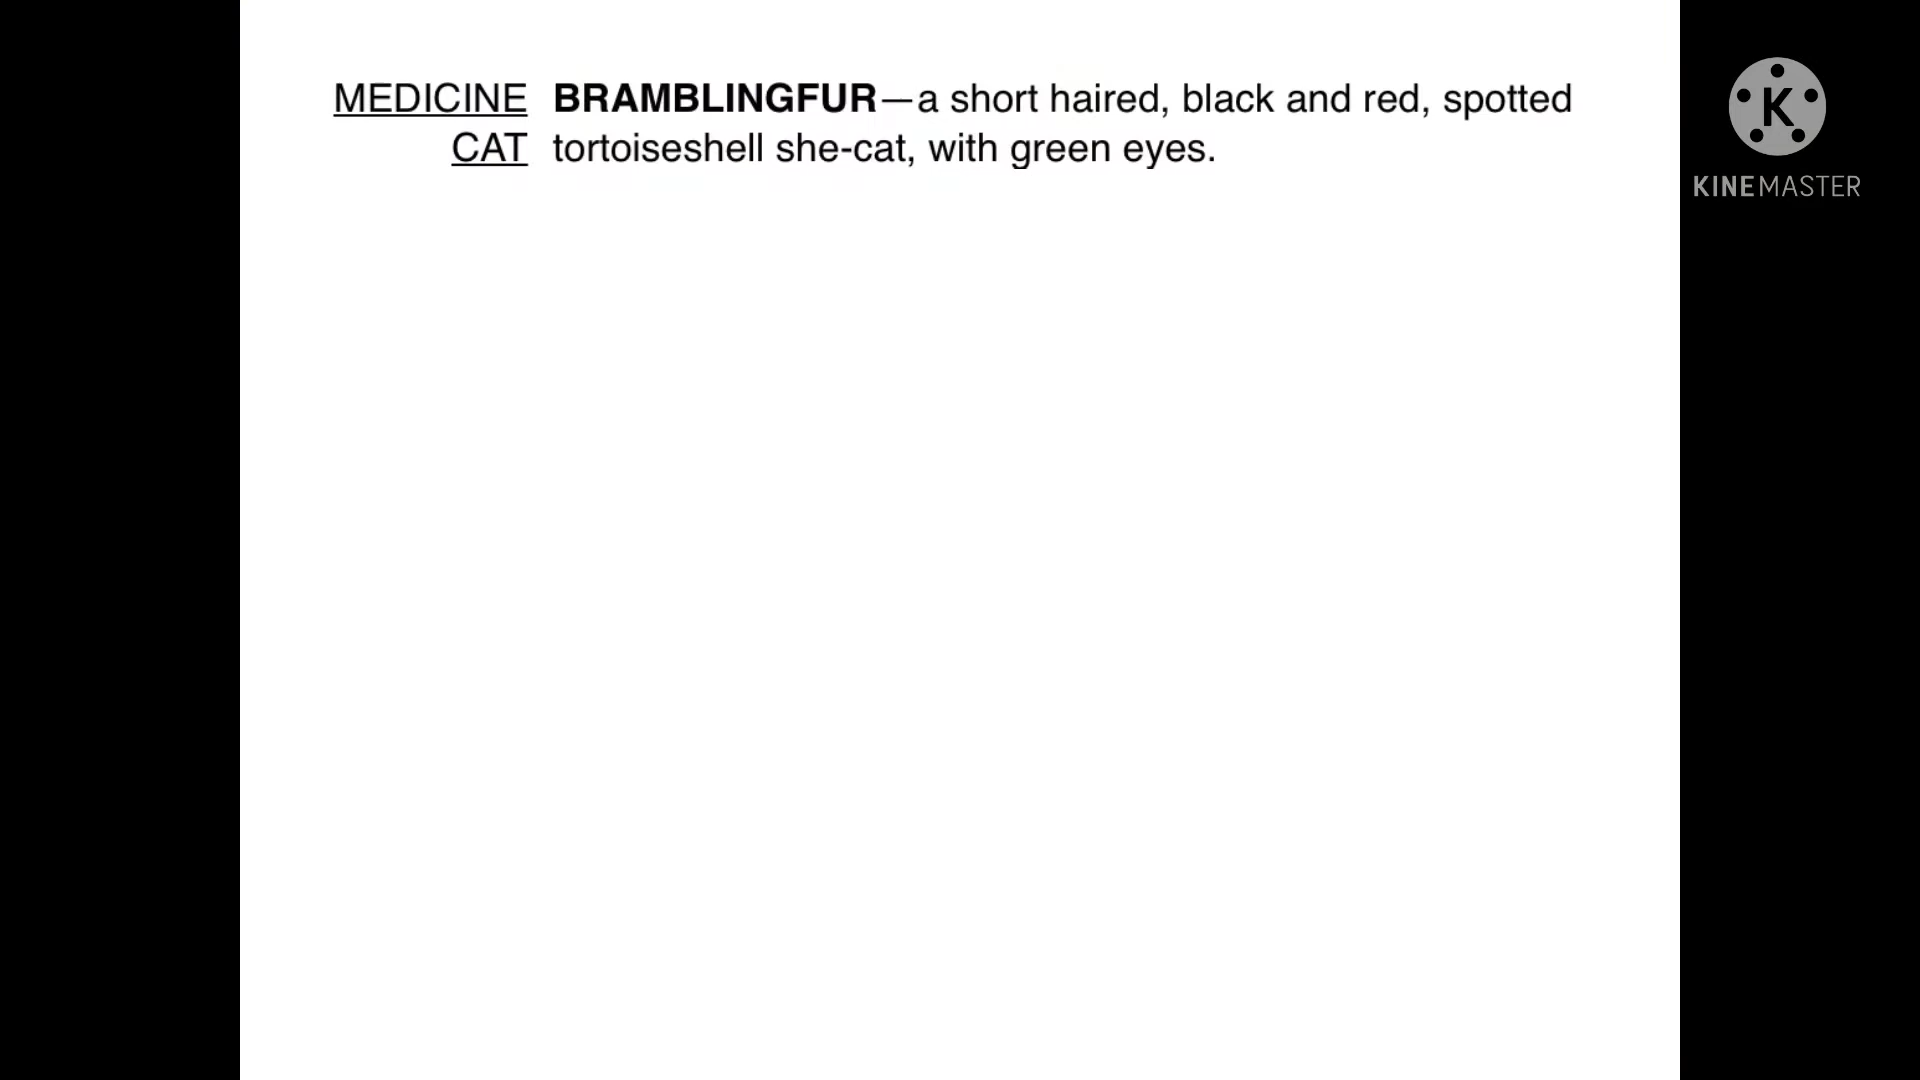 MEDICINE BRAMBLINGFUR—a short haired, black and red, spotted
CAT tortoiseshell she-cat, with green eyes.
K
KINEMASTER